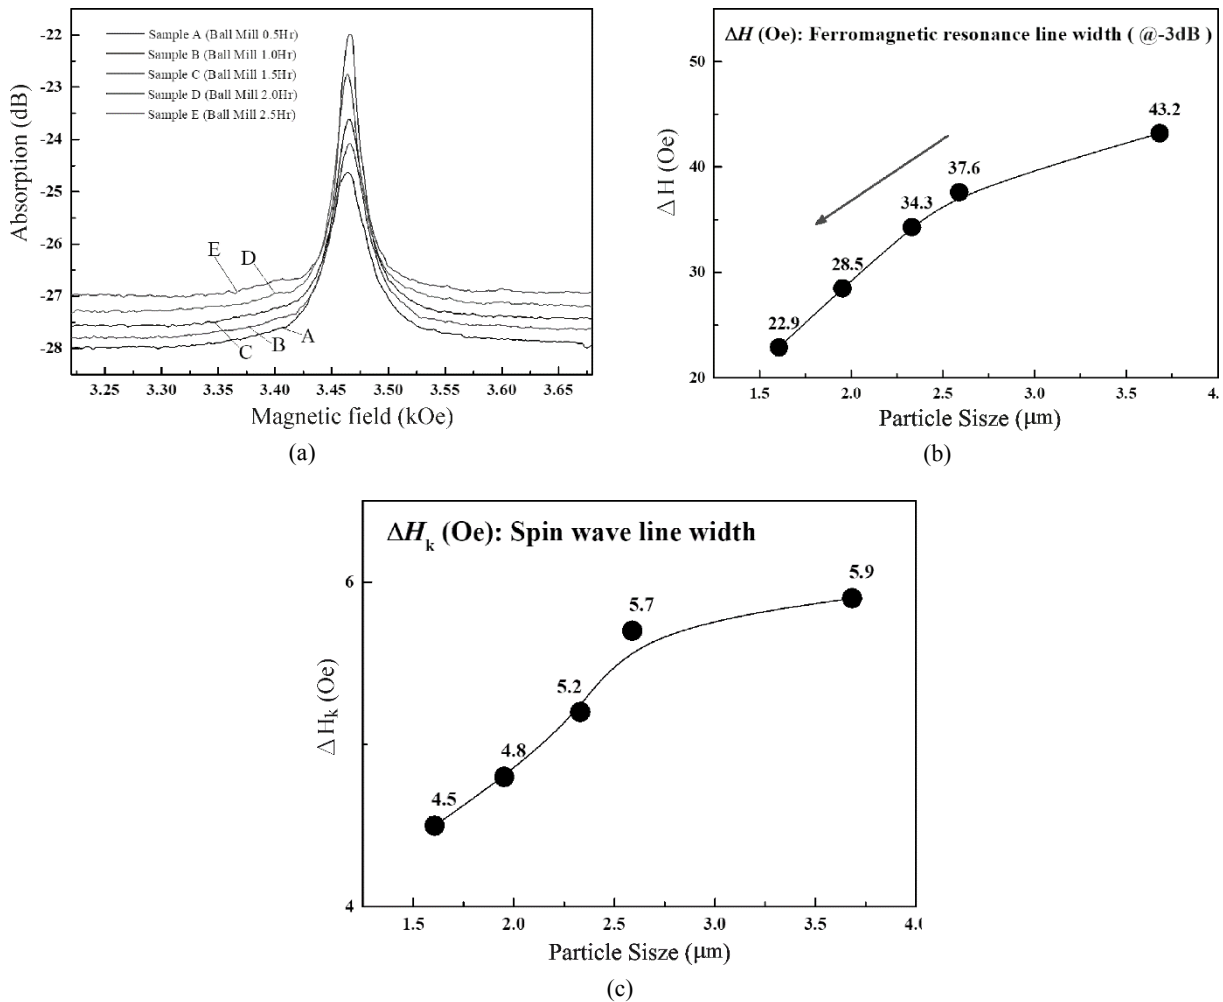 -22
-23
-24
-25
-26
-27
-28
Absorption (dB)
Sample A (Ball Mill 0.5Hr)
Sample B (Ball Mill 1.0Hr)
Sample C (Ball Mill 1.5Hr)
Sample D (Ball Mill 2.0Hr)
Sample E (Ball Mill 2.5Hr)
E
D
C
B
A
3.25 3.30 3.35 3.40 3.45 3.50 3.55 3.60 3.65
Magnetic field (kOe)
(a)
ΔH (Oe): Ferromagnetic resonance line width ( @-3dB )
50
40
30
20
Δ H (Oe)
43.2
37.6
34.3
28.5
22.9
1.5 2.0 2.5 3.0 3.5 4.
Particle Sisze (μm)
(b)
ΔHk (Oe): Spin wave line width
6
4
Δ Hk (Oe)
5.9
5.7
5.2
4.8
4.5
1.5 2.0 2.5 3.0 3.5 4.0
Particle Sisze (μm)
(c)